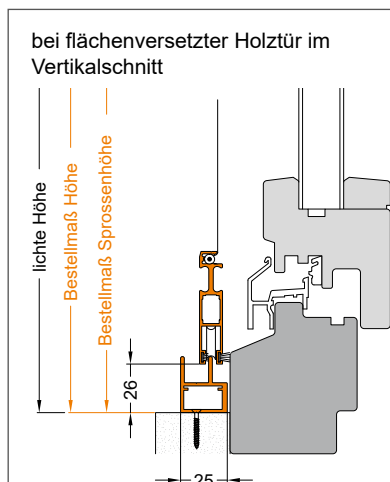 bei flächenversetzter Holztür im
Vertikalschnitt
lichte Höhe
Bestellmaß Höhe
Bestellmaß Sprossenhöhe
26
25